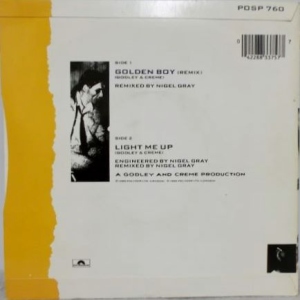 POSP 760
SIDE 1
GOLDEN BOY (REMIX)
(GODLEY & CREME)
REMIXED BY NIGEL GRAY
SIDE 2
LIGHT ME UP
(GODLEY & CREME)
ENGINEERED BY NIGEL GRAY
REMIXED BY NIGEL GRAY
A GODLEY AND CREME PRODUCTION